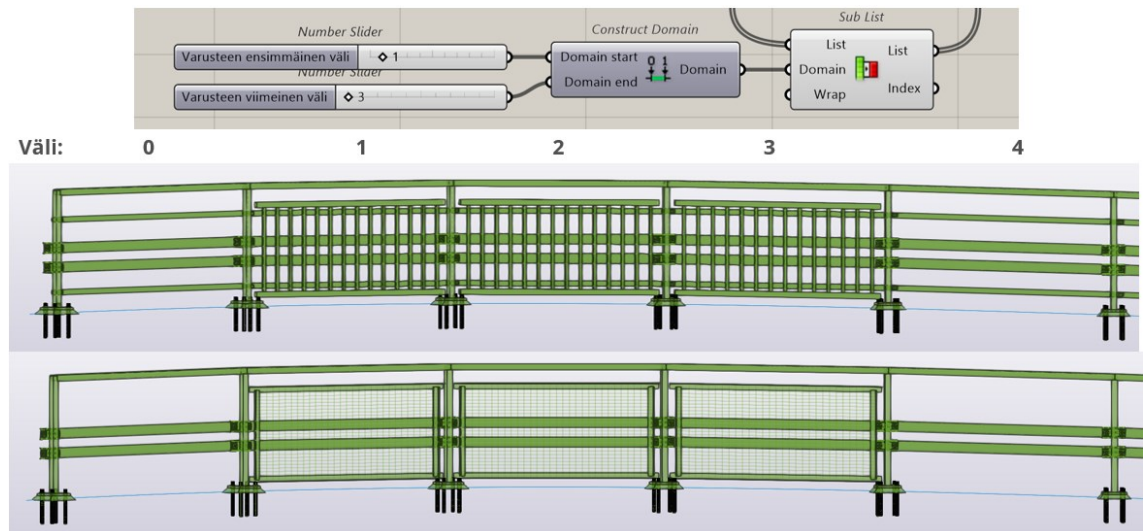 Number Slider
Construct Domain
Sub List
Varusteen ensimmäinen väli
1
Domain start
0 1
Domain
Domain end
List
List
Domain
Wrap
Index
Number Slider
Varusteen viimeinen väli
3
Väli: 0 1 2 3 4